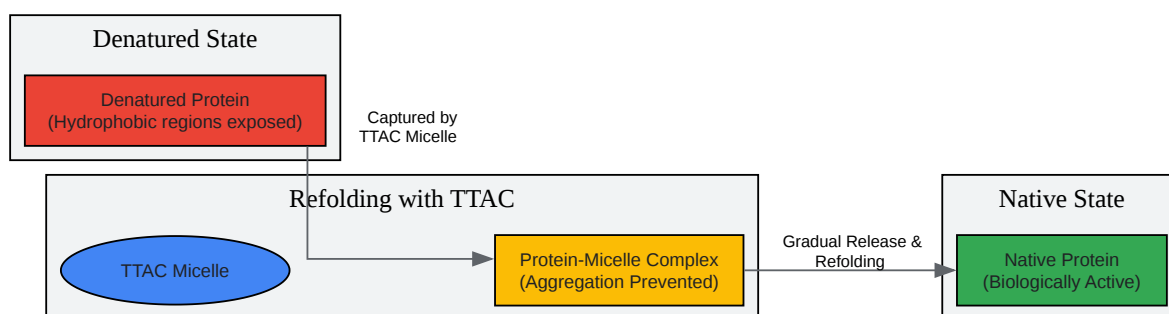 Denatured State
Denatured Protein
(Hydrophobic regions exposed)
Captured by
TTAC Micelle
Refolding with TTAC
TTAC Micelle
Protein-Micelle Complex
(Aggregation Prevented)
Gradual Release &
Refolding
Native State
Native Protein
(Biologically Active)